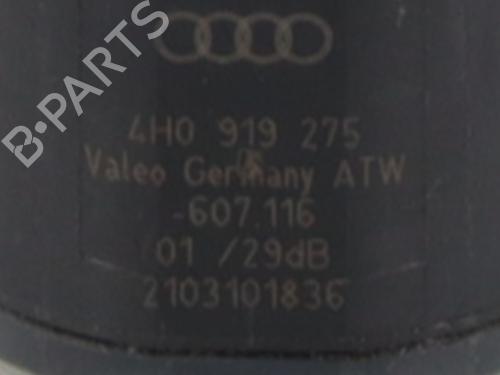 4H0 919 275
Valeo Germany ATW
-607.116
01 /29dB
2103101836
B-PARTS